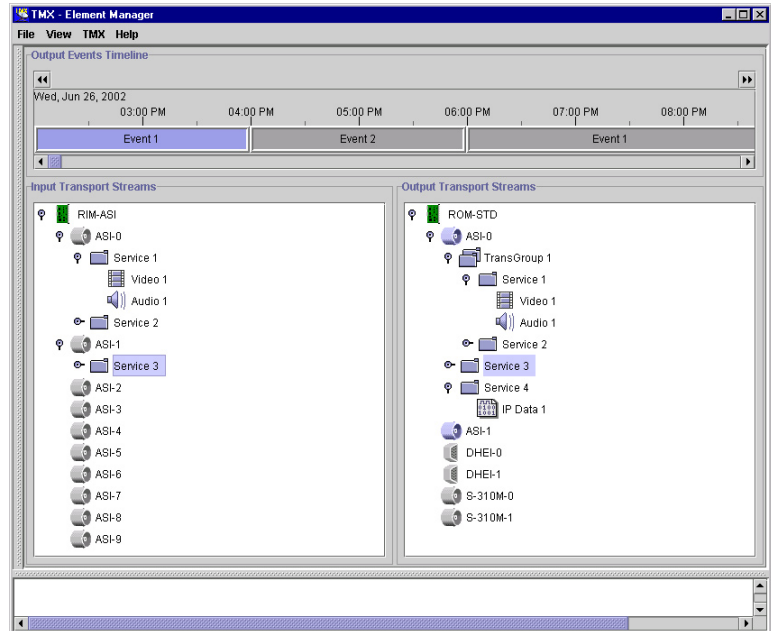 TMX - Element Manager
File View TMX Help
Output Events Timeline
Wed, Jun 26, 2002
03:00 PM 04:00 PM 05:00 PM 06:00 PM 07:00 PM 08:00 PM
Event 1 Event 2 Event 1
Input Transport Streams
RIM-ASI
ASI-0
Service 1
Video 1
Audio 1
Service 2
ASI-1
Service 3
ASI-2
ASI-3
ASI-4
ASI-5
ASI-6
ASI-7
ASI-8
ASI-9
Output Transport Streams
ROM-STD
ASI-0
TransGroup 1
Service 1
Video 1
Audio 1
Service 2
Service 3
Service 4
IP Data 1
ASI-1
DHEI-0
DHEI-1
S-310M-0
S-310M-1